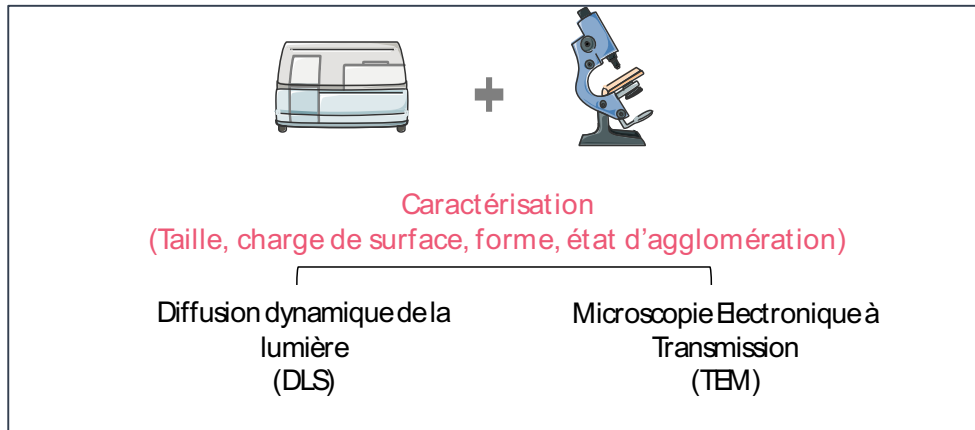 Caractérisation
(Taille, charge de surface, forme, état d'agglomération)
Diffusion dynamique de la
lumière
(DLS)
Microscopie Electronique à
Transmission
(TEM)